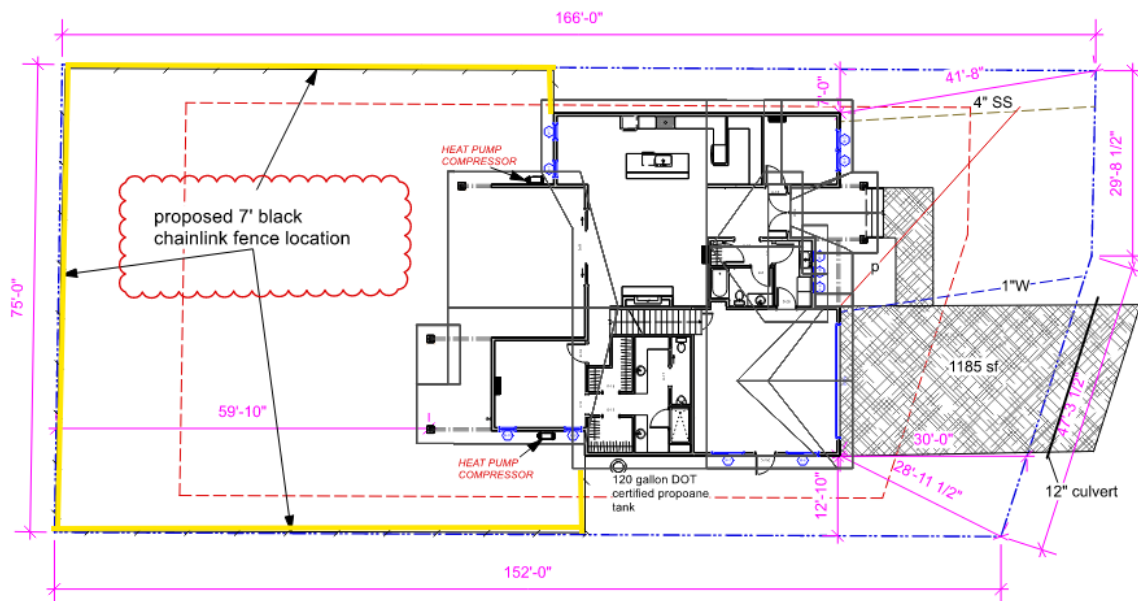 166'-0"
41'-8"
7'-0"
4" SS
HEAT PUMP
COMPRESSOR
29'-8 1/2"
proposed 7' black
chainlink fence location
75'-0"
p
1"W
1185 sf
47'-3 1/2"
59'-10"
30'-0"
28'-11 1/2"
HEAT PUMP
COMPRESSOR
120 gallon DOT
certified propoane
tank
12'-10"
12" culvert
152'-0"